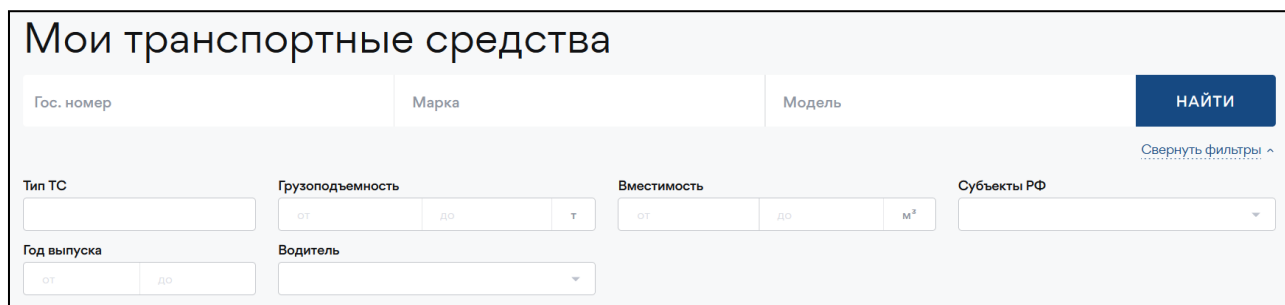 Мои транспортные средства
Гос. номер Марка Модель НАЙТИ
Свернуть фильтры
Тип ТС Грузоподъемность Вместимость Субъекты РФ
от до т от до м³
Год выпуска Водитель
от до